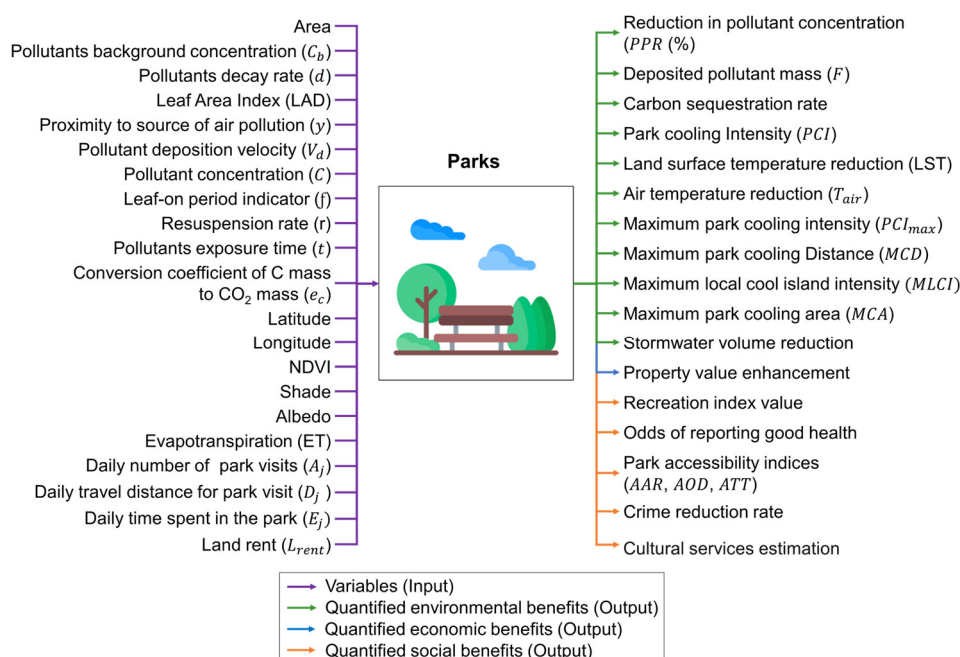 Area
Pollutants background concentration (C_b)
Pollutants decay rate (d)
Leaf Area Index (LAD)
Proximity to source of air pollution (y)
Pollutant deposition velocity (V_d)
Pollutant concentration (C)
Leaf-on period indicator (ƒ)
Resuspension rate (r)
Pollutants exposure time (t)
Conversion coefficient of C mass
to CO₂ mass (e_c)
Latitude
Longitude
NDVI
Shade
Albedo
Evapotranspiration (ET)
Daily number of park visits (A_j)
Daily travel distance for park visit (D_j )
Daily time spent in the park (E_j)
Land rent (L_rent)
Parks
Reduction in pollutant concentration
(PPR (%)
Deposited pollutant mass (F)
Carbon sequestration rate
Park cooling Intensity (PCI)
Land surface temperature reduction (LST)
Air temperature reduction (T_air)
Maximum park cooling intensity (PCI_max)
Maximum park cooling Distance (MCD)
Maximum local cool island intensity (MLCI)
Maximum park cooling area (MCA)
Stormwater volume reduction
Property value enhancement
Recreation index value
Odds of reporting good health
Park accessibility indices
(AAR, AOD, ATT)
Crime reduction rate
Cultural services estimation
Variables (Input)
Quantified environmental benefits (Output)
Quantified economic benefits (Output)
Quantified social benefits (Output)